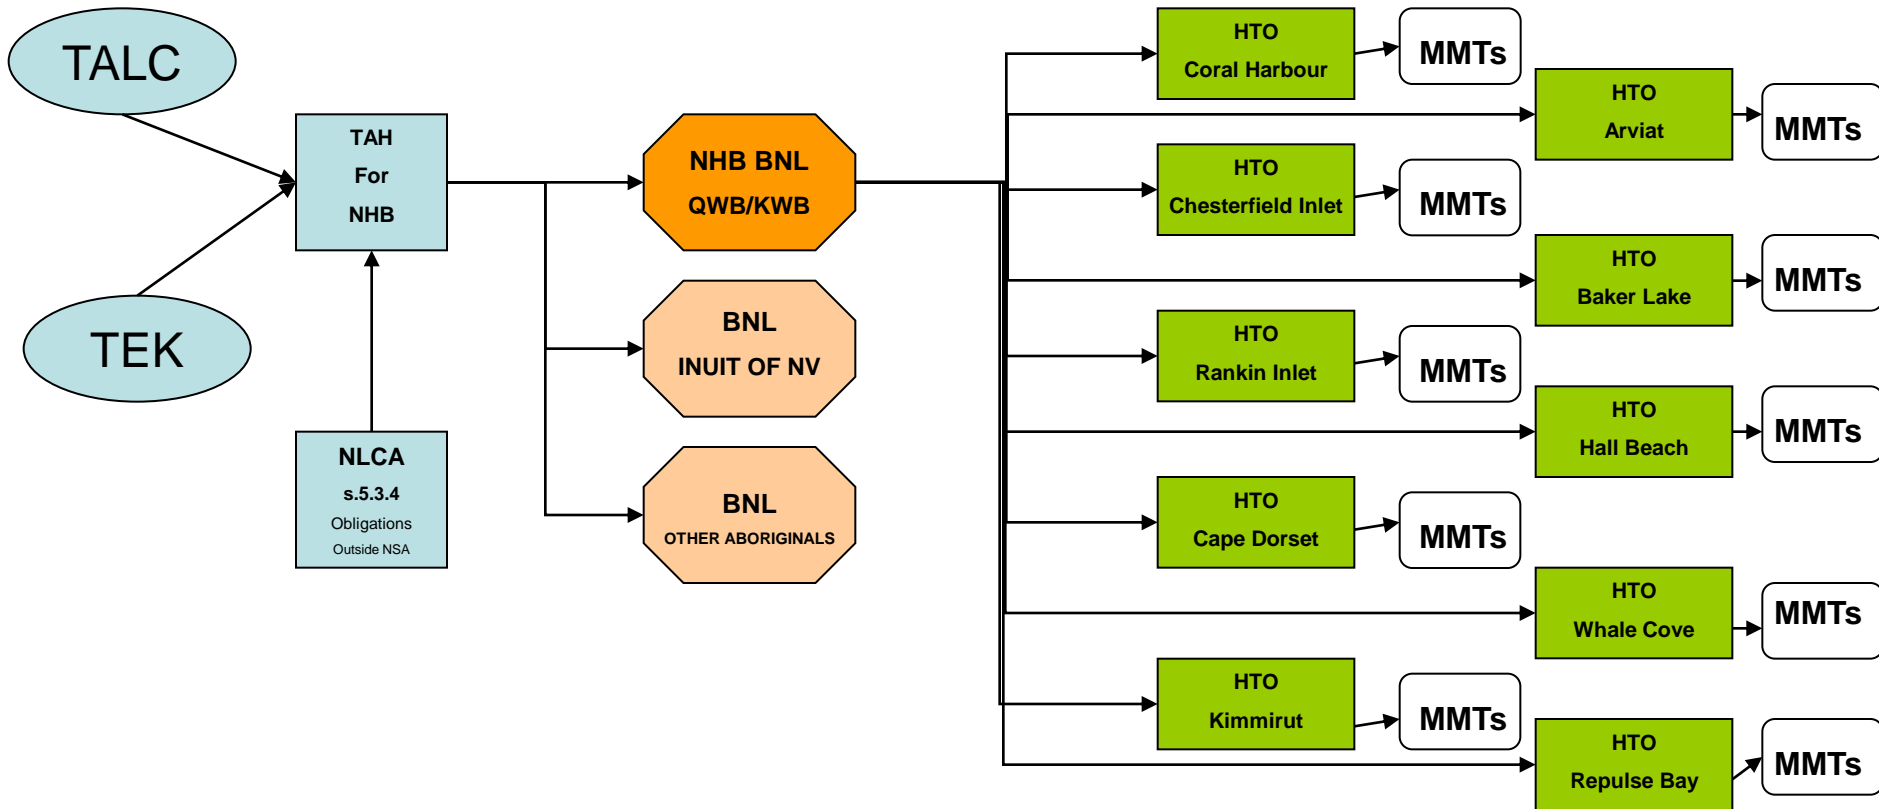 TALC
TEK
TAH
For
NHB
NLCA
s.5.3.4
Obligations
Outside NSA
NHB BNL
QWB/KWB
BNL
INUIT OF NV
BNL
OTHER ABORIGINALS
HTO
Coral Harbour
MMTs
HTO
Arviat
MMTs
HTO
Chesterfield Inlet
MMTs
HTO
Baker Lake
MMTs
HTO
Rankin Inlet
MMTs
HTO
Hall Beach
MMTs
HTO
Cape Dorset
MMTs
HTO
Whale Cove
MMTs
HTO
Kimmirut
MMTs
HTO
Repulse Bay
MMTs